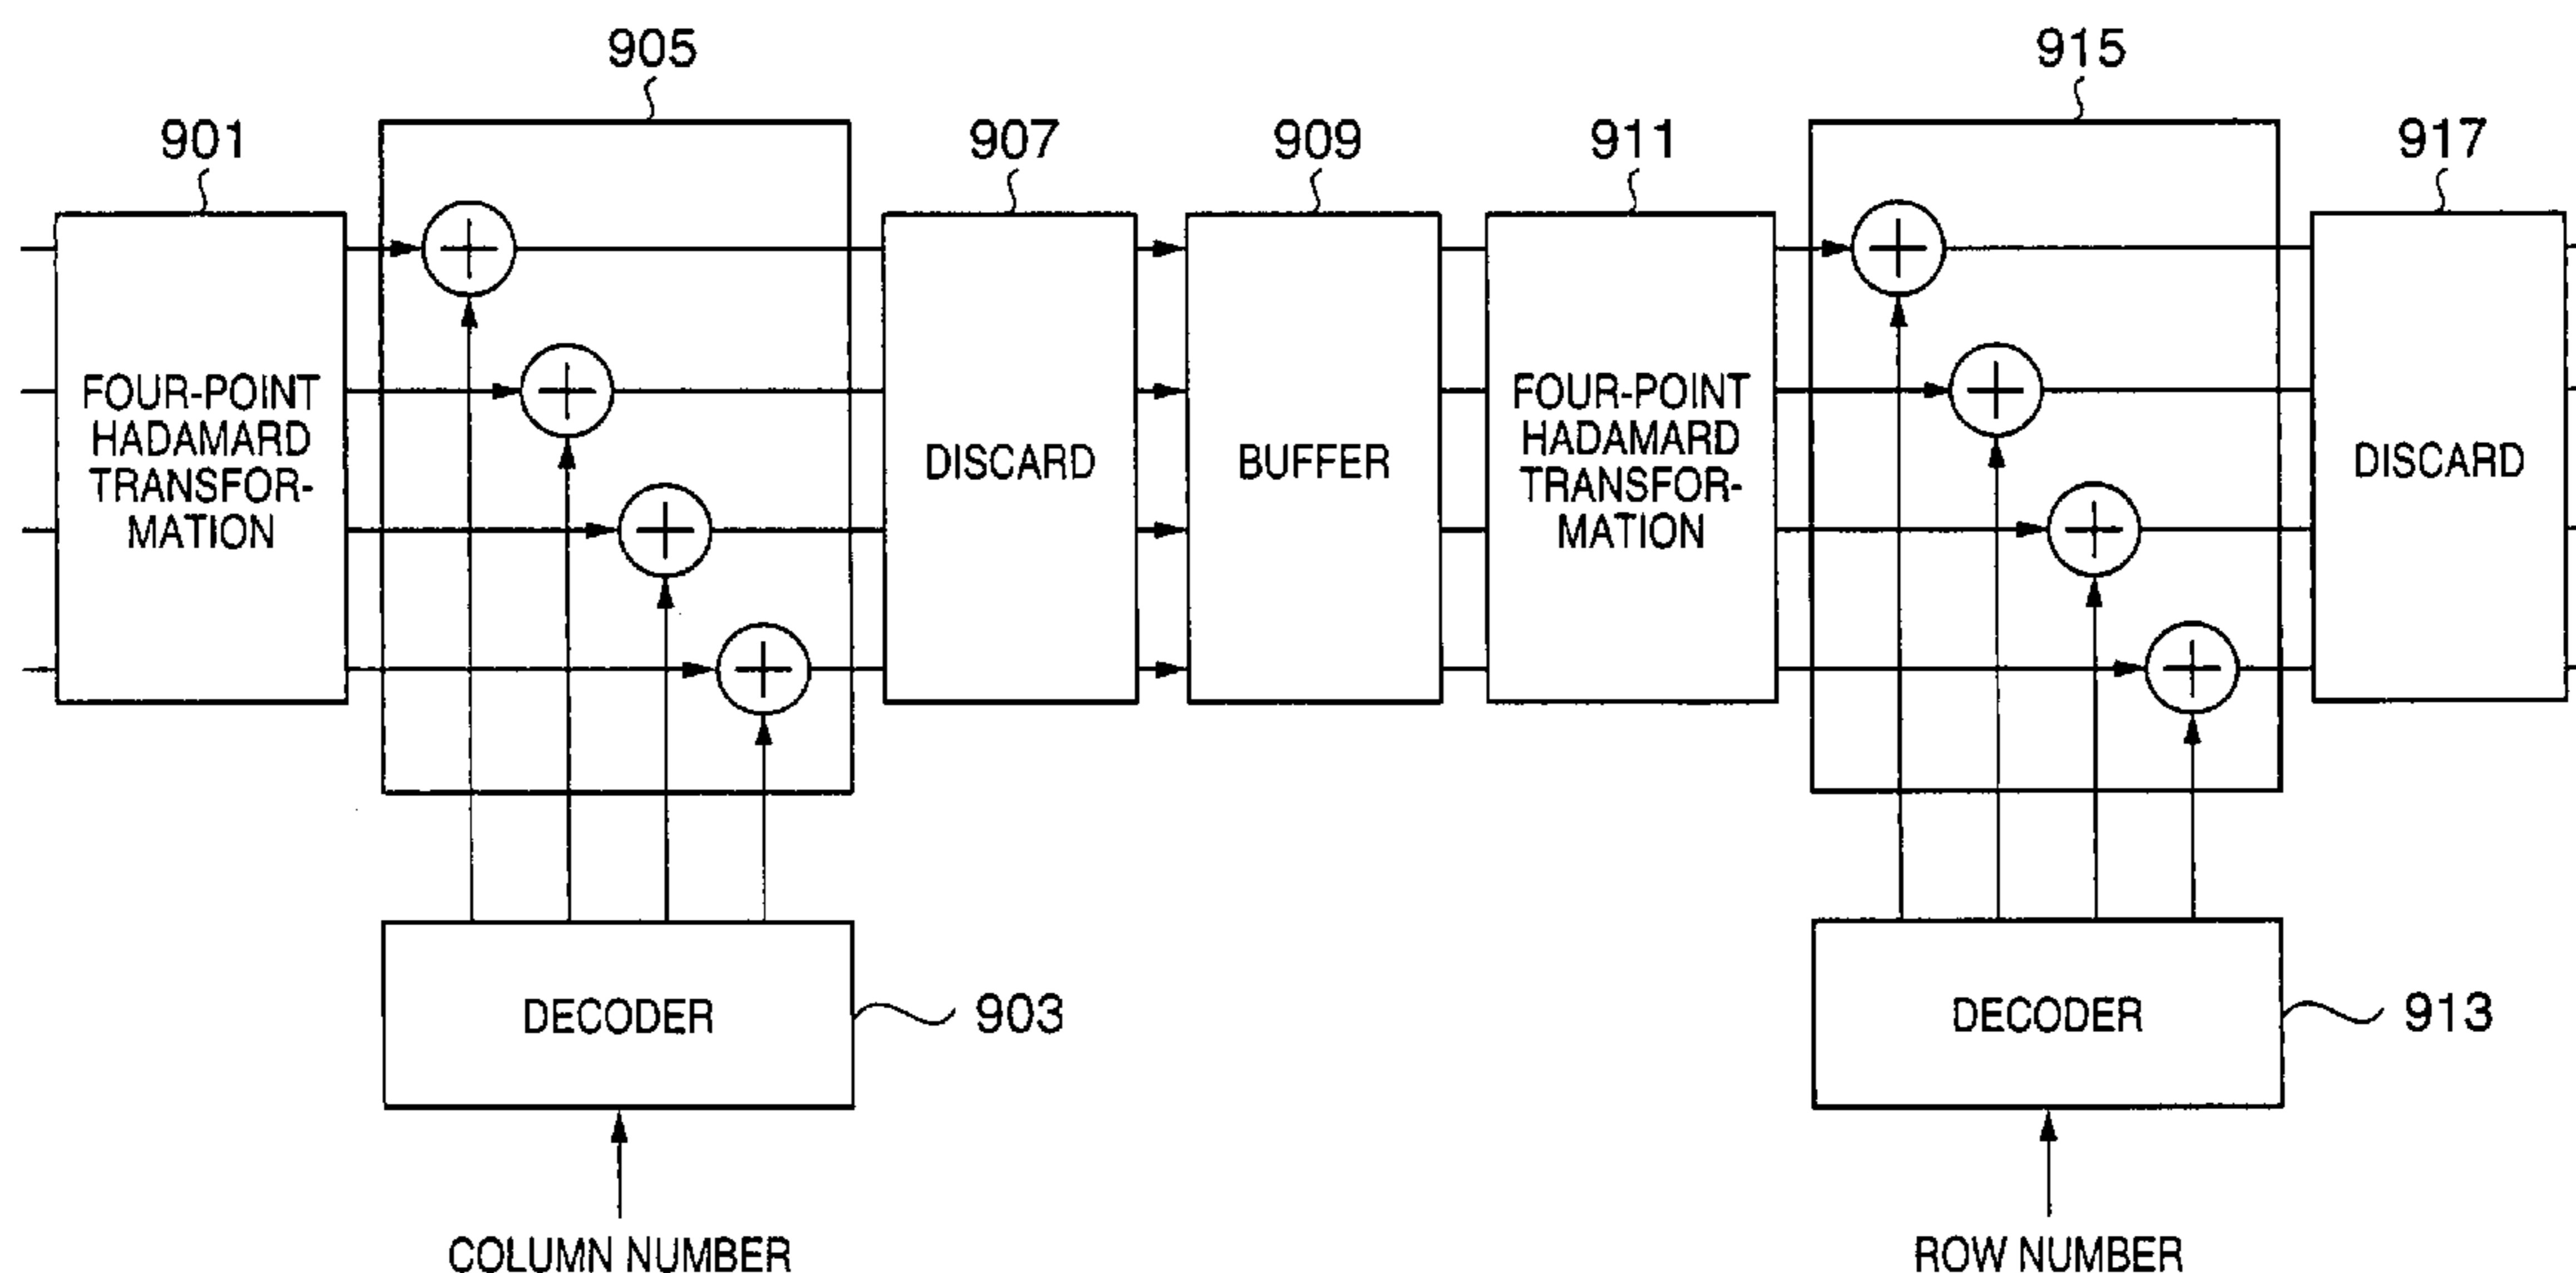 905
915
901
907
909
911
917
FOUR-POINT
HADAMARD
TRANSFOR-
MATION
DISCARD
BUFFER
FOUR-POINT
HADAMARD
TRANSFOR-
MATION
DISCARD
DECODER
903
DECODER
913
COLUMN NUMBER
ROW NUMBER